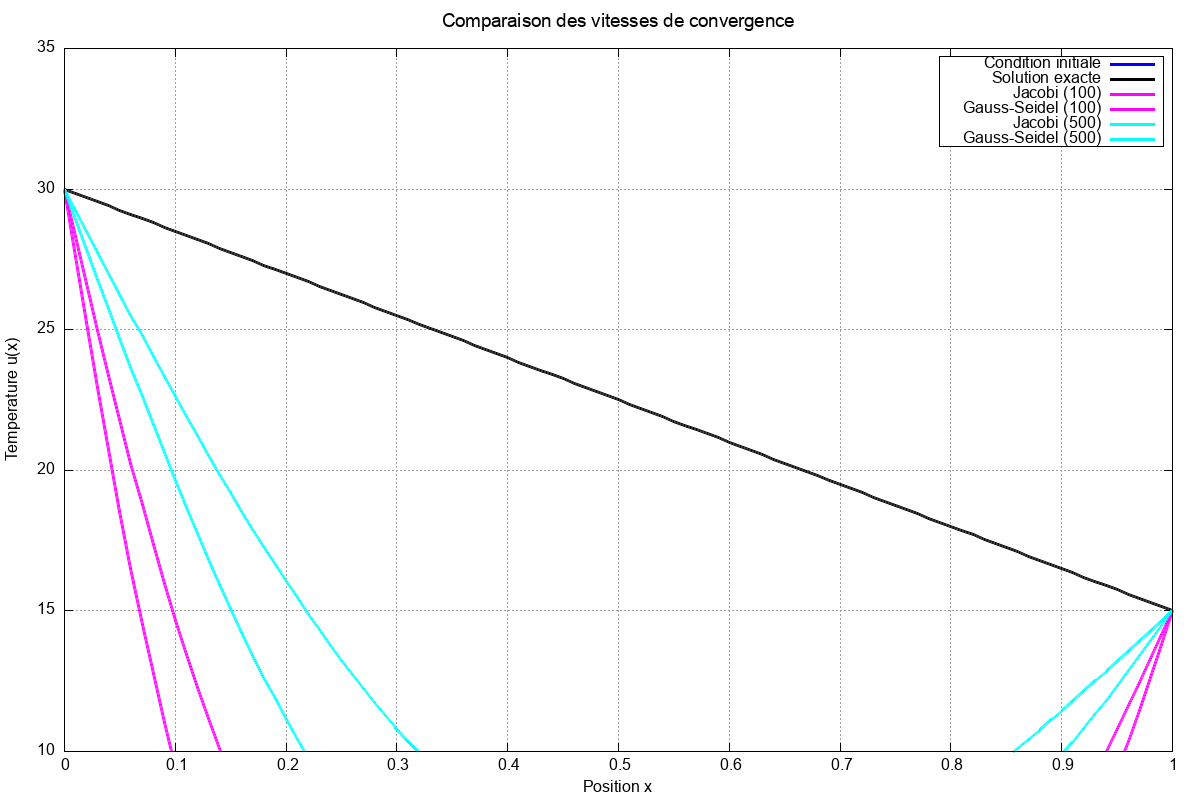 Comparaison des vitesses de convergence
35
30
25
20
15
10
Temperature u(x)
Condition initiale
Solution exacte
Jacobi (100)
Gauss-Seidel (100)
Jacobi (500)
Gauss-Seidel (500)
0 0.1 0.2 0.3 0.4 0.5 0.6 0.7 0.8 0.9 1
Position x